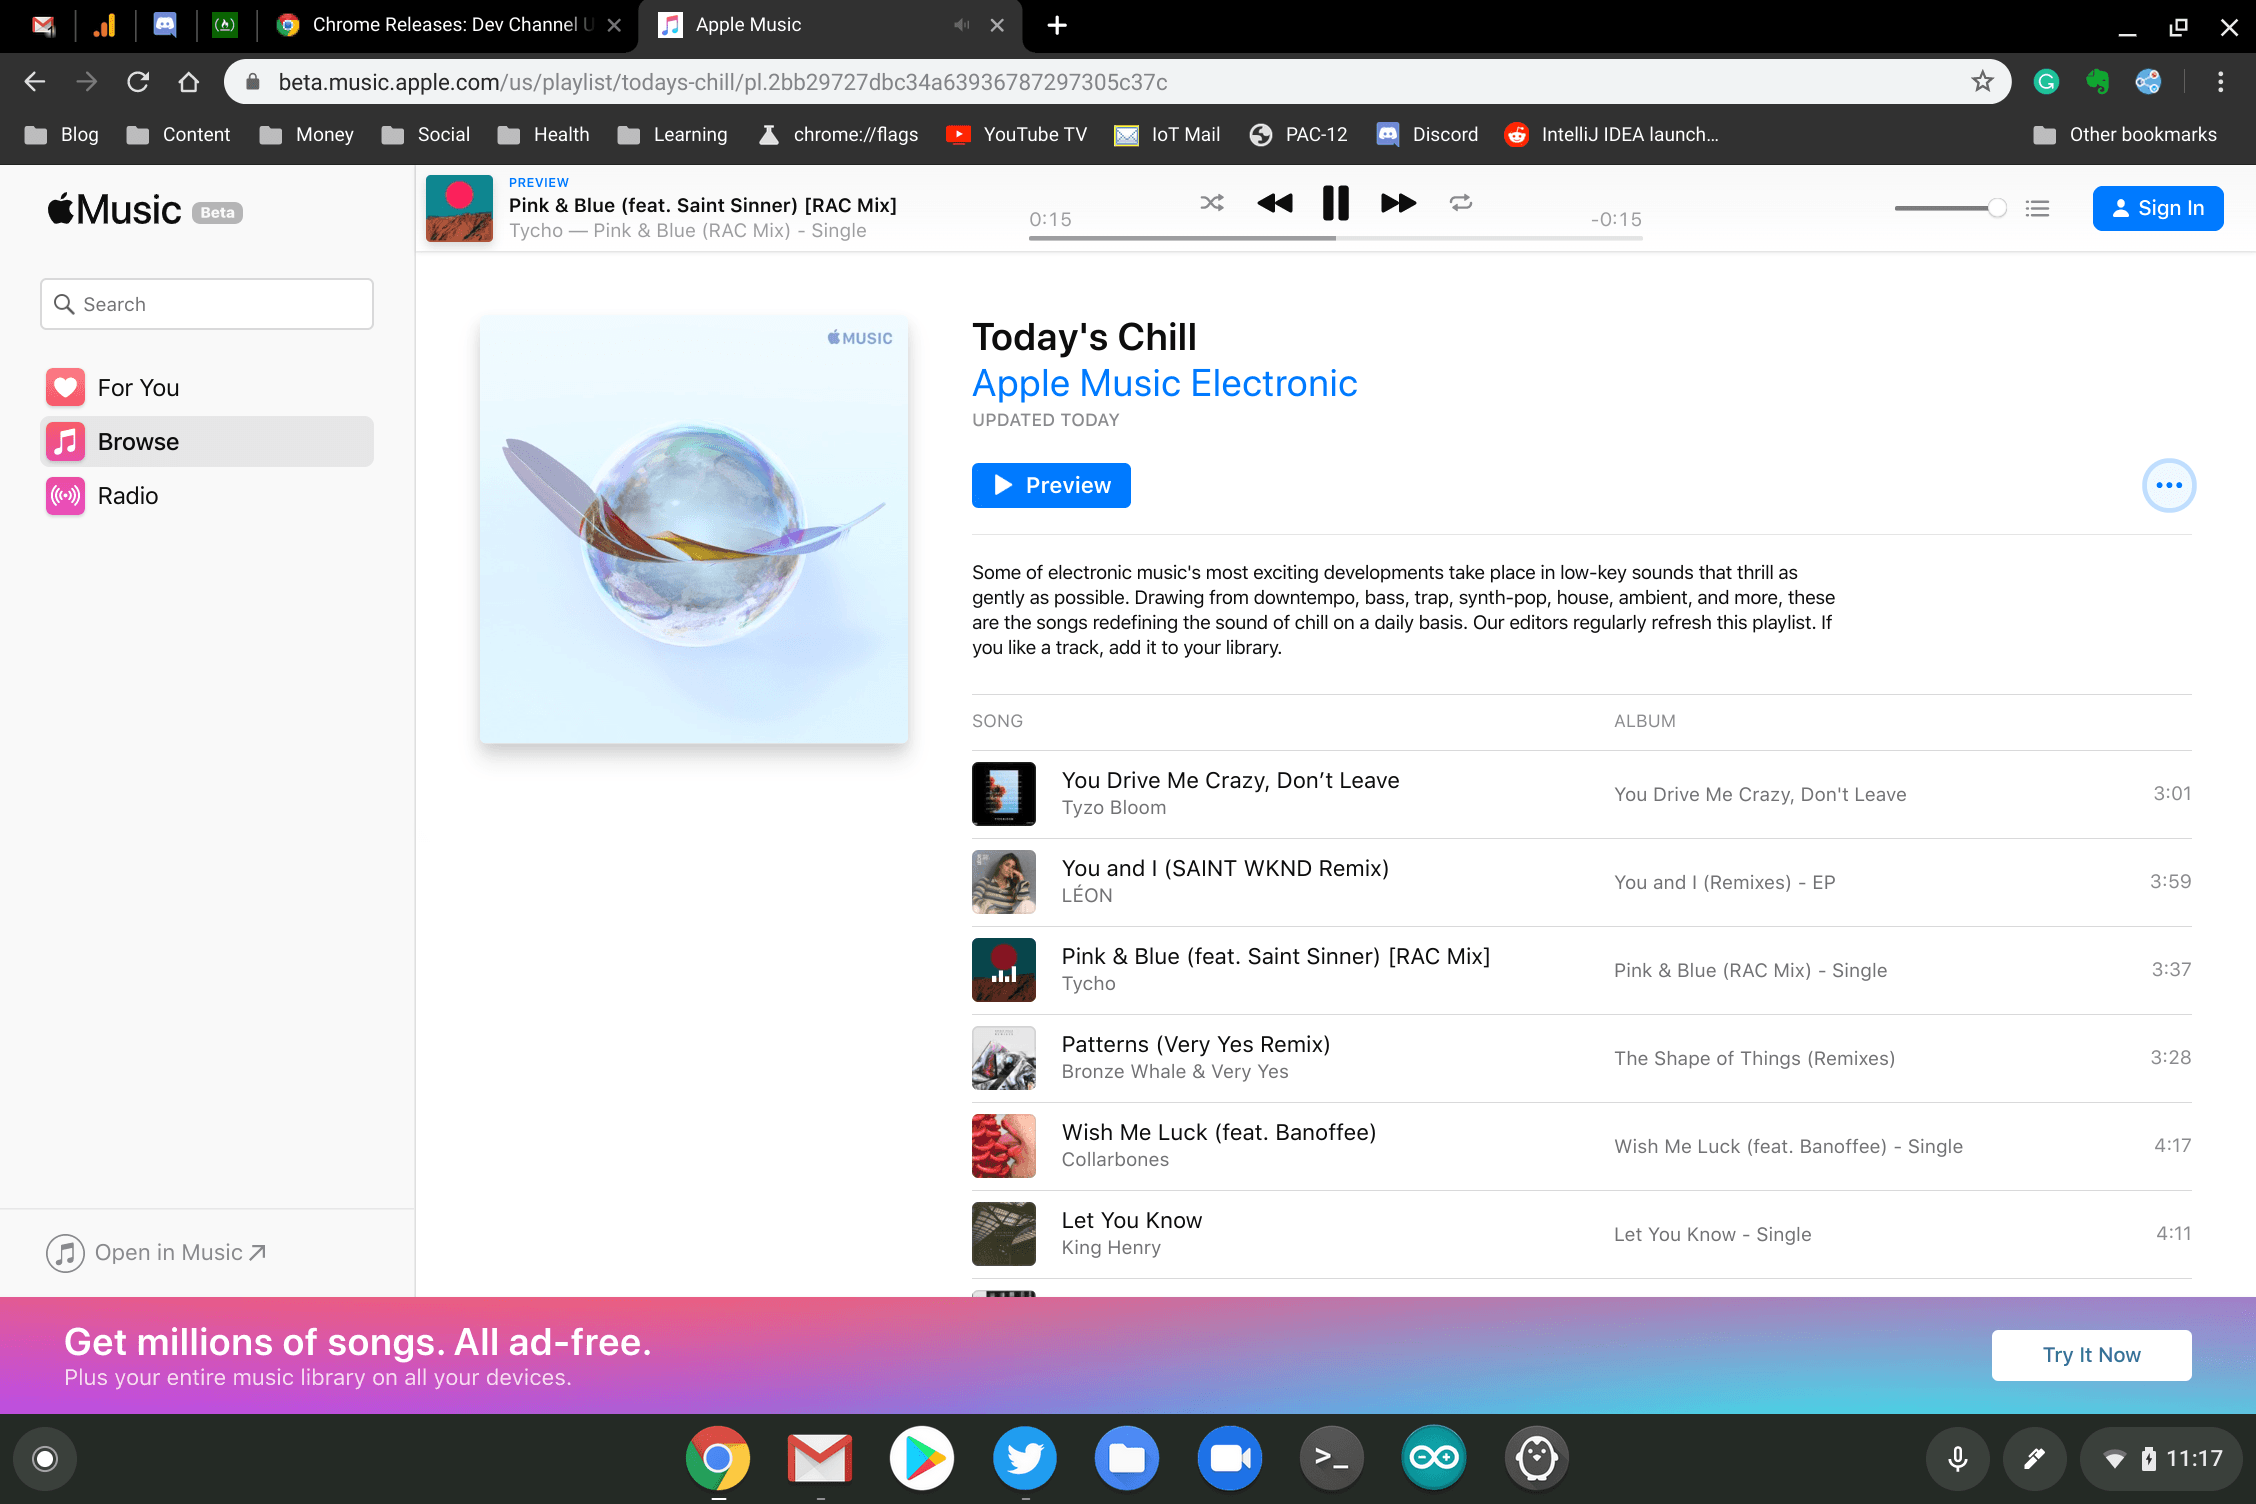 Chrome Releases: Dev Channel U
Apple Music
beta.music.apple.com/us/playlist/todays-chill/pl.2bb29727dbc34a63936787297305c37c
Blog
Content
Money
Social
Health
Learning
chrome://flags
YouTube TV
IoT Mail
PAC-12
Discord
IntelliJ IDEA launch...
Other bookmarks
Music Beta
PREVIEW
Pink & Blue (feat. Saint Sinner) [RAC Mix]
Tycho — Pink & Blue (RAC Mix) - Single
0:15
-0:15
Sign In
Search
For You
Browse
Radio
MUSIC
Today's Chill
Apple Music Electronic
UPDATED TODAY
Preview
Some of electronic music's most exciting developments take place in low-key sounds that thrill as
gently as possible. Drawing from downtempo, bass, trap, synth-pop, house, ambient, and more, these
are the songs redefining the sound of chill on a daily basis. Our editors regularly refresh this playlist. If
you like a track, add it to your library.
SONG
ALBUM
You Drive Me Crazy, Don’t Leave
Tyzo Bloom
You Drive Me Crazy, Don't Leave
3:01
You and I (SAINT WKND Remix)
LÉON
You and I (Remixes) - EP
3:59
Pink & Blue (feat. Saint Sinner) [RAC Mix]
Tycho
Pink & Blue (RAC Mix) - Single
3:37
Patterns (Very Yes Remix)
Bronze Whale & Very Yes
The Shape of Things (Remixes)
3:28
Wish Me Luck (feat. Banoffee)
Collarbones
Wish Me Luck (feat. Banoffee) - Single
4:17
Let You Know
King Henry
Let You Know - Single
4:11
Open in Music
Get millions of songs. All ad-free.
Plus your entire music library on all your devices.
Try It Now
11:17